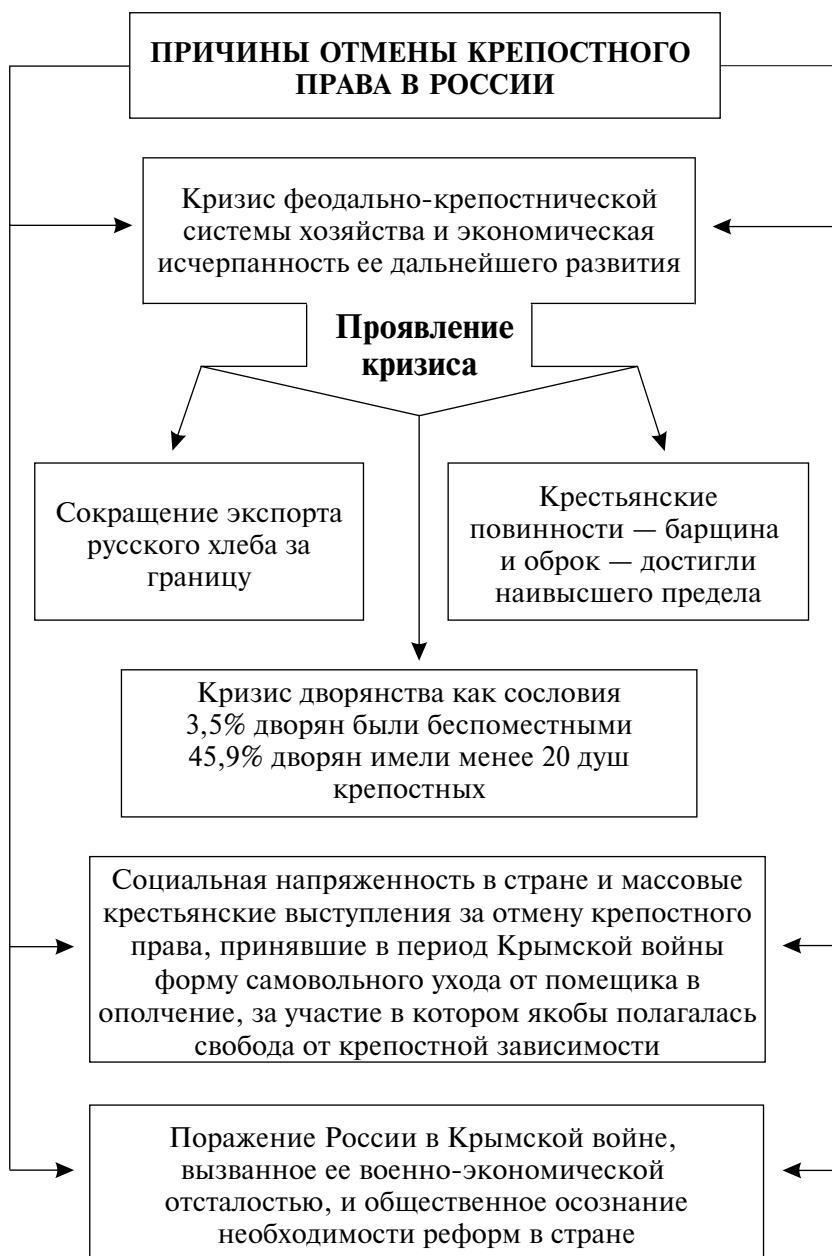 ПРИЧИНЫ ОТМЕНЫ КРЕПОСТНОГО
ПРАВА В РОССИИ
Кризис феодально-крепостнической
системы хозяйства и экономическая
исчерпанность ее дальнейшего развития
Проявление
кризиса
Сокращение экспорта
русского хлеба за
границу
Крестьянские
повинности — барщина
и оброк — достигли
наивысшего предела
Кризис дворянства как сословия
3,5% дворян были беспоместными
45,9% дворян имели менее 20 душ
крепостных
Социальная напряженность в стране и массовые
крестьянские выступления за отмену крепостного
права, принявшие в период Крымской войны
форму самовольного ухода от помещика в
ополчение, за участие в котором якобы полагалась
свобода от крепостной зависимости
Поражение России в Крымской войне,
вызванное ее военно-экономической
отсталостью, и общественное осознание
необходимости реформ в стране